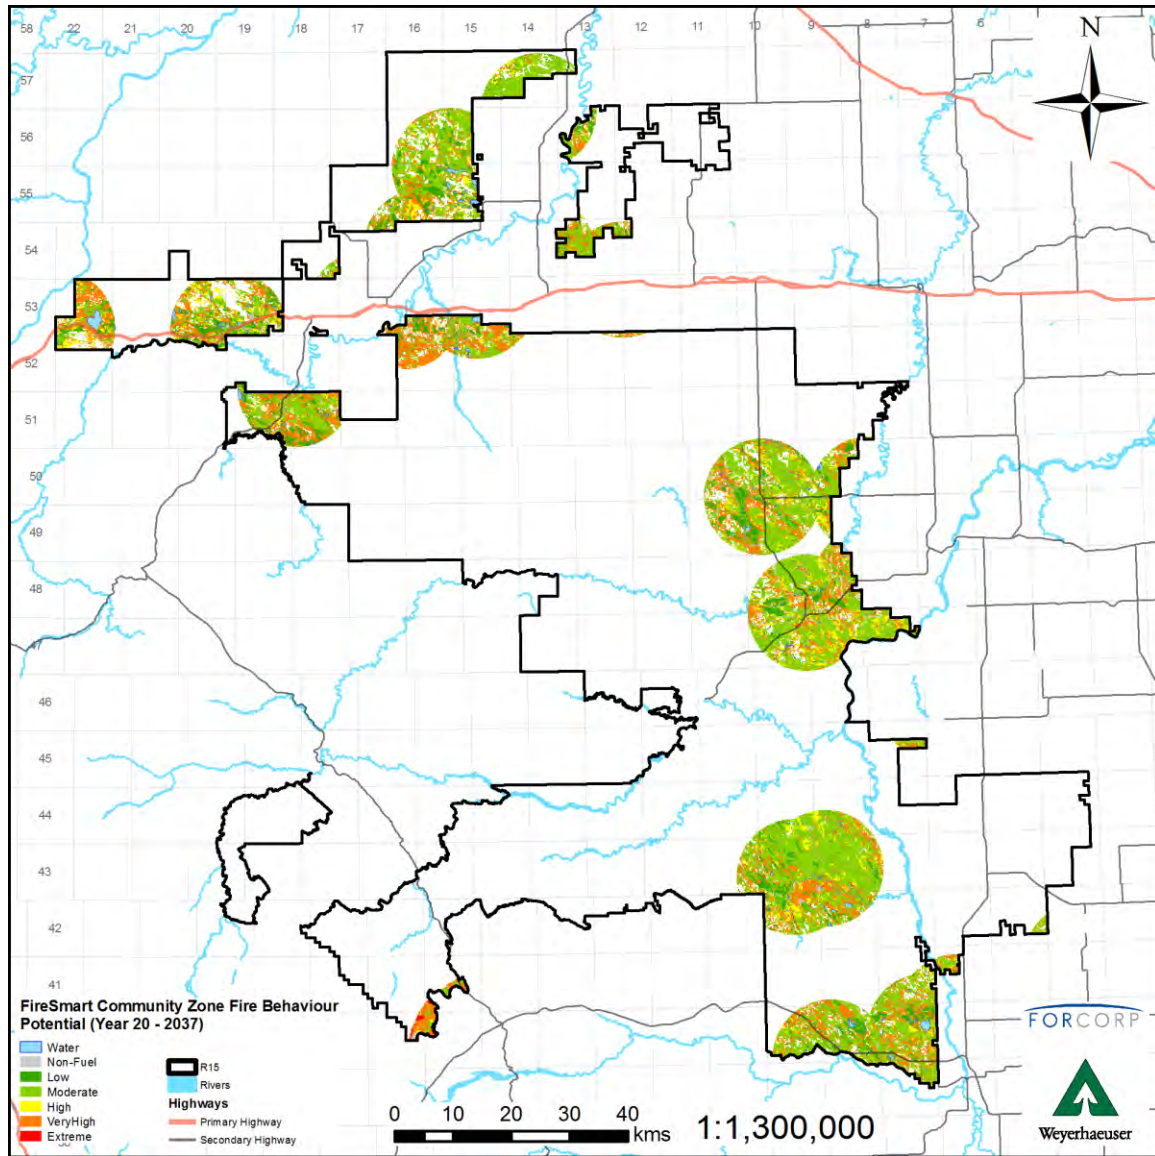 58 22 21 20 19 18 17 16 15 14 13 12 11 10 9 8 7 6
N
57
56
55
54
53
52
51
50
49
48
47
46
45
44
43
42
41
FireSmart Community Zone Fire Behaviour
Potential (Year 20 - 2037)
Water
Non-Fuel
Low
Moderate
High
VeryHigh
Extreme
R15
Rivers
Highways
Primary Highway
Secondary Highway
0 10 20 30 40
kms
1:1,300,000
FORCORP
Weyerhaeuser